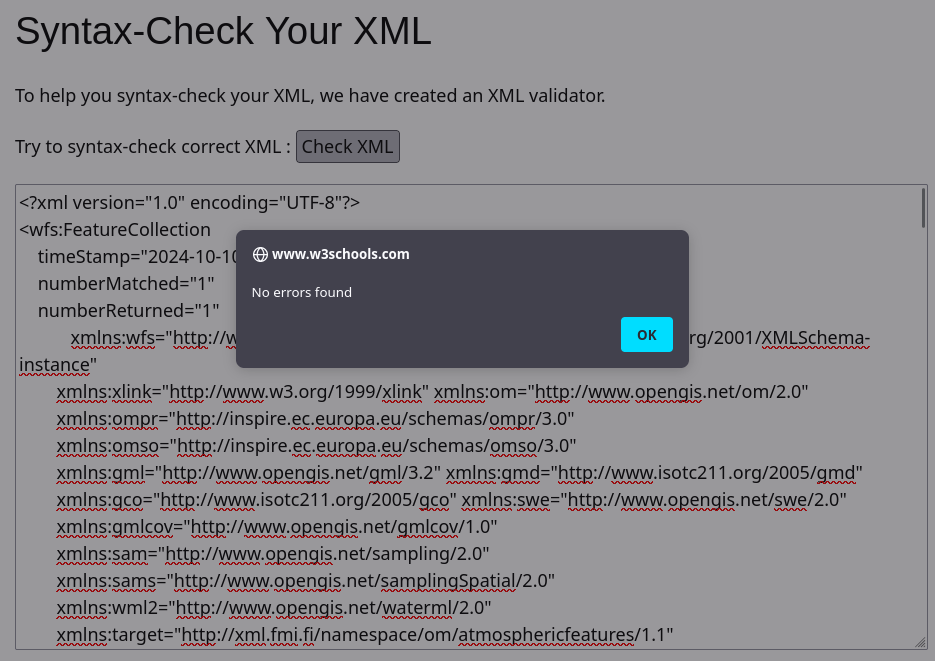 Syntax-Check Your XML
To help you syntax-check your XML, we have created an XML validator.
Try to syntax-check correct XML : Check XML
<?xml version="1.0" encoding="UTF-8"?>
<wfs:FeatureCollection
timeStamp="2024-10-10
numberMatched="1"
numberReturned="1"
xmlns:wfs="http://w rg/2001/XMLSchema-
instance"
www.w3schools.com
No errors found
OK
xmlns:xlink="http://www.w3.org/1999/xlink" xmlns:om="http://www.opengis.net/om/2.0"
xmlns:ompr="http://inspire.ec.europa.eu/schemas/ompr/3.0"
xmlns:omso="http://inspire.ec.europa.eu/schemas/omso/3.0"
xmlns:gml="http://www.opengis.net/gml/3.2" xmlns:gmd="http://www.isotc211.org/2005/gmd"
xmlns:gco="http://www.isotc211.org/2005/gco" xmlns:swe="http://www.opengis.net/swe/2.0"
xmlns:gmlcov="http://www.opengis.net/gmlcov/1.0"
xmlns:sam="http://www.opengis.net/sampling/2.0"
xmlns:sams="http://www.opengis.net/samplingSpatial/2.0"
xmlns:wml2="http://www.opengis.net/waterml/2.0"
xmlns:target="http://xml.fmi.fi/namespace/om/atmosphericfeatures/1.1"